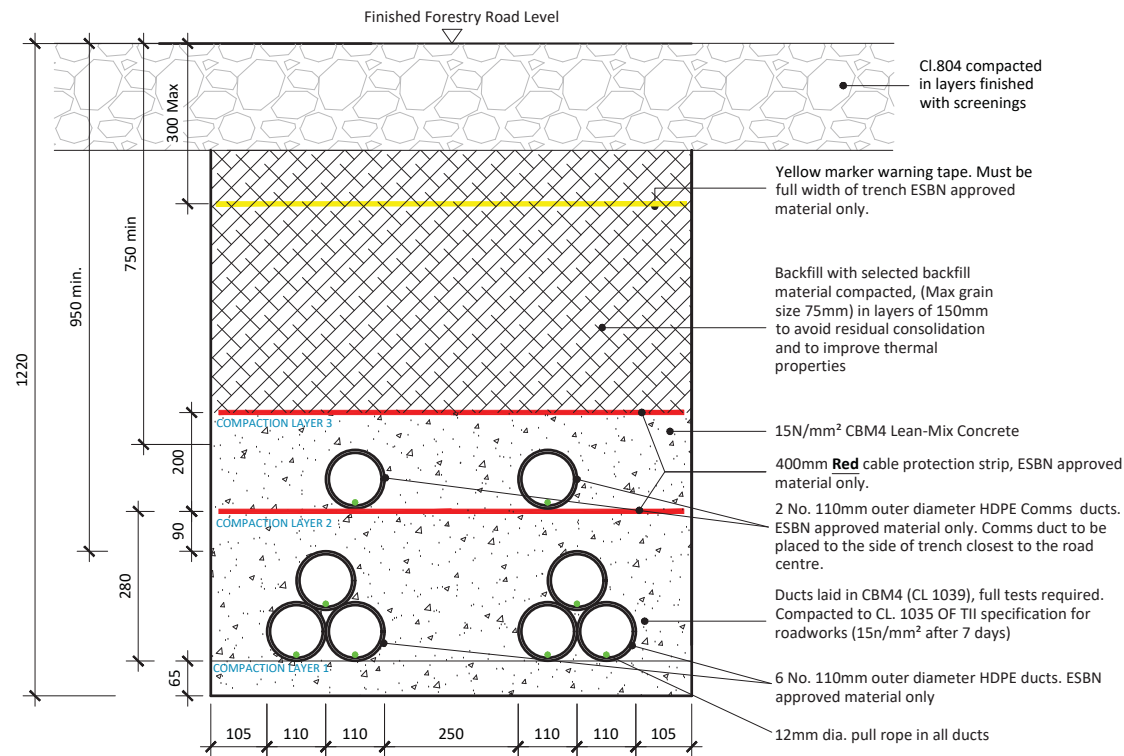 Finished Forestry Road Level
Cl.804 compacted
in layers finished
with screenings
Yellow marker warning tape. Must be
full width of trench ESBN approved
material only.
Backfill with selected backfill
material compacted, (Max grain
size 75mm) in layers of 150mm
to avoid residual consolidation
and to improve thermal
properties
15N/mm² CBM4 Lean-Mix Concrete
400mm Red cable protection strip, ESBN approved
material only.
2 No. 110mm outer diameter HDPE Comms ducts.
ESBN approved material only. Comms duct to be
placed to the side of trench closest to the road
centre.
Ducts laid in CBM4 (CL 1039), full tests required.
Compacted to CL. 1035 OF TII specification for
roadworks (15n/mm² after 7 days)
6 No. 110mm outer diameter HDPE ducts. ESBN
approved material only
12mm dia. pull rope in all ducts
1220
950 min.
750 min
300 Max
200
90
280
65
COMPACTION LAYER 3
COMPACTION LAYER 2
COMPACTION LAYER 1
105 110 110 250 110 110 105